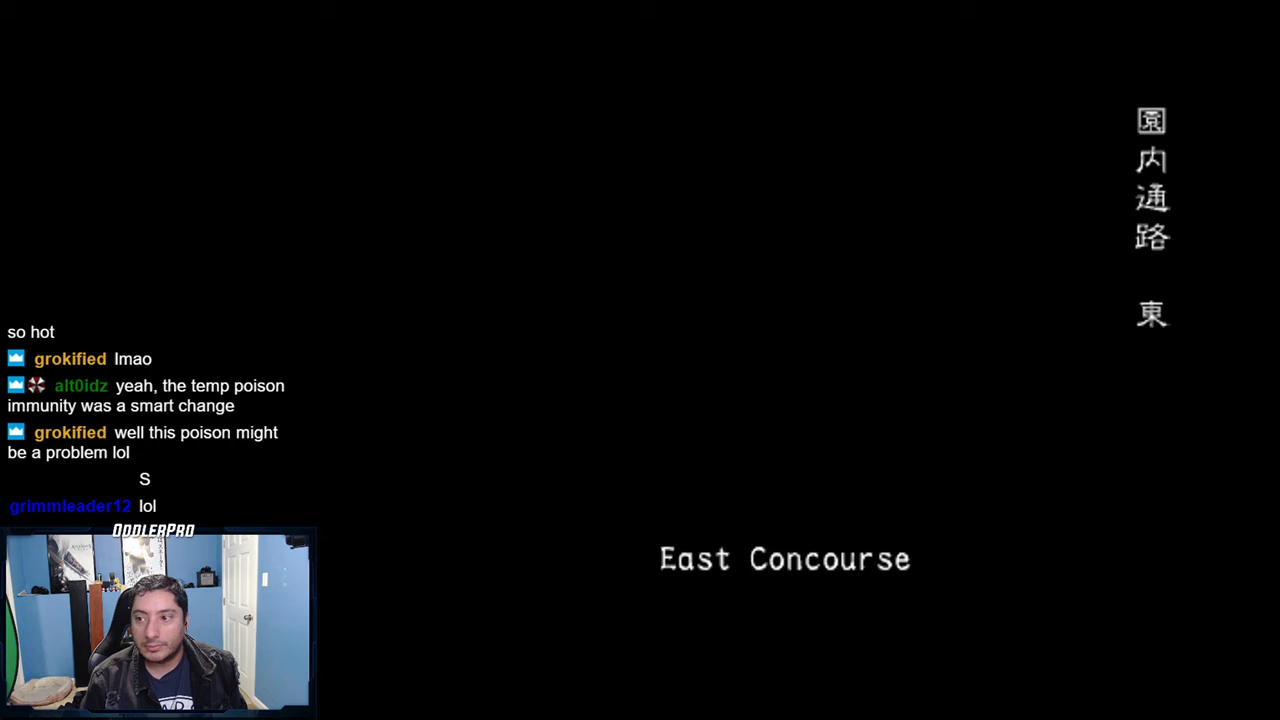 園内通路 東
so hot
grokified lmao
alt0idz yeah, the temp poison
immunity was a smart change
grokified well this poison might
be a problem lol
S
grimmleader12 lol
ODDLERPRO
East Concourse